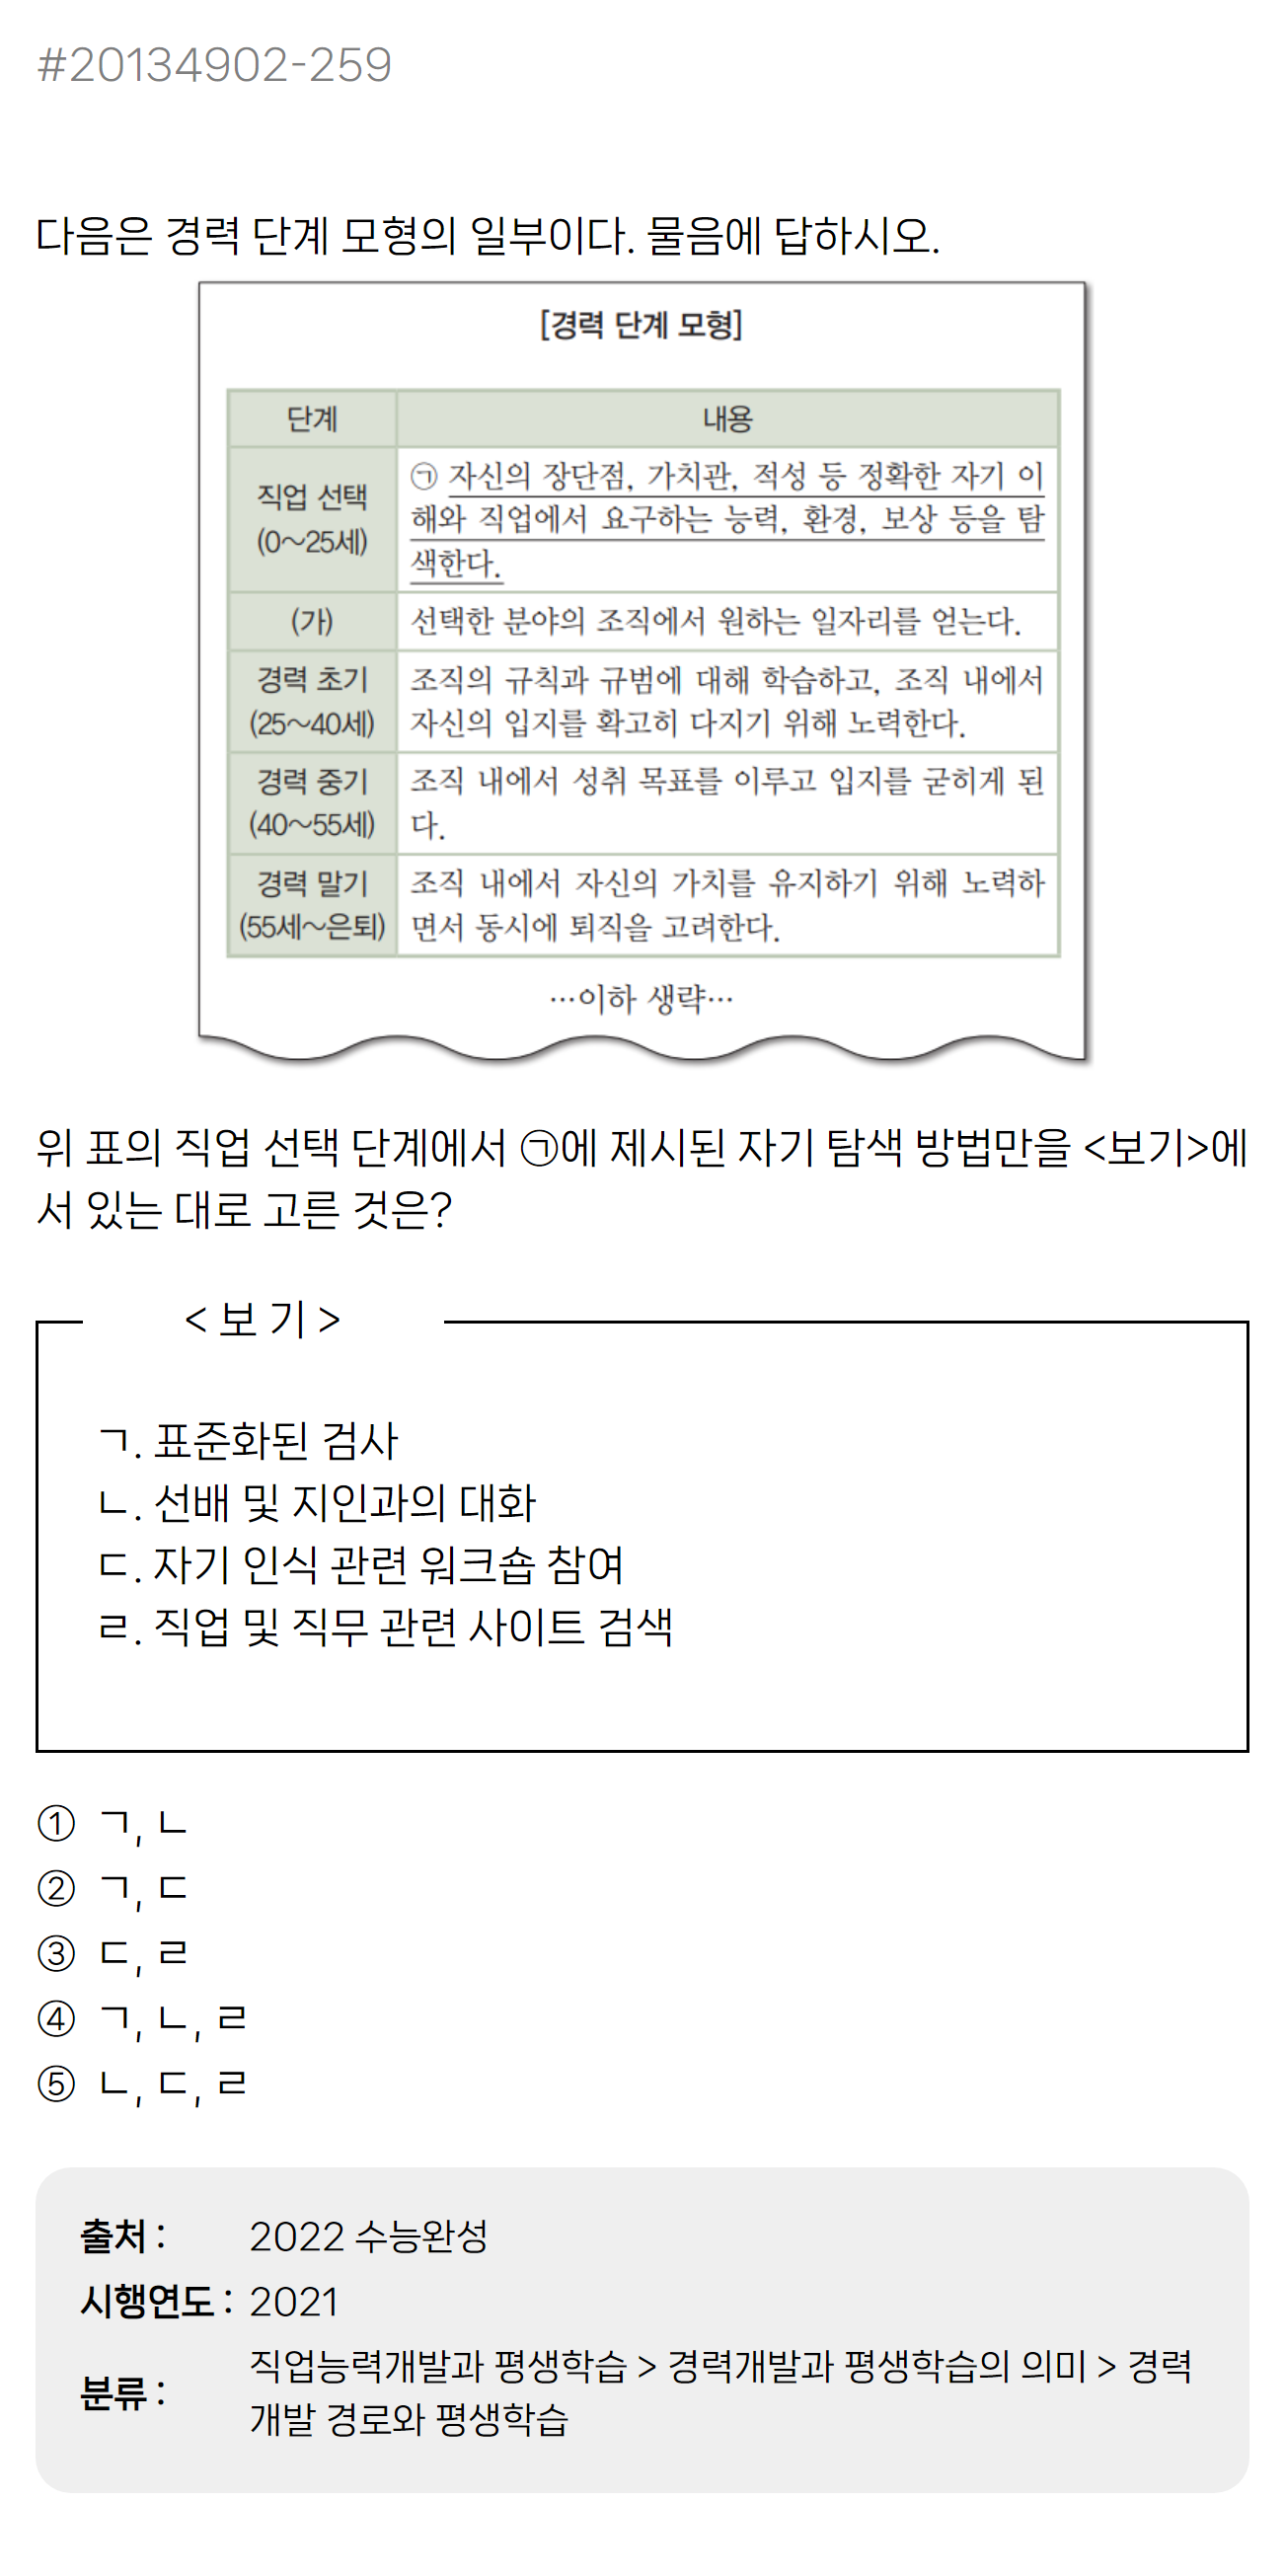 #20134902-259
다음은 경력 단계 모형의 일부이다. 물음에 답하시오.
[경력 단계 모형]
단계
내용
직업 선택
(0~25세)
㉠ 자신의 장단점, 가치관, 적성 등 정확한 자기 이
해와 직업에서 요구하는 능력, 환경, 보상 등을 탐
색한다.
(가)
선택한 분야의 조직에서 원하는 일자리를 얻는다.
경력 초기
(25~40세)
조직의 규칙과 규범에 대해 학습하고, 조직 내에서
자신의 입지를 확고히 다지기 위해 노력한다.
경력 중기
(40~55세)
조직 내에서 성취 목표를 이루고 입지를 굳히게 된
다.
경력 말기
(55세~은퇴)
조직 내에서 자신의 가치를 유지하기 위해 노력하
면서 동시에 퇴직을 고려한다.
…이하 생략…
위 표의 직업 선택 단계에서 ㉠에 제시된 자기 탐색 방법만을 <보기>에
서 있는 대로 고른 것은?
< 보 기 >
ㄱ. 표준화된 검사
ㄴ. 선배 및 지인과의 대화
ㄷ. 자기 인식 관련 워크숍 참여
ㄹ. 직업 및 직무 관련 사이트 검색
① ㄱ, ㄴ
② ㄱ, ㄷ
③ ㄷ, ㄹ
④ ㄱ, ㄴ, ㄹ
⑤ ㄴ, ㄷ, ㄹ
출처 : 2022 수능완성
시행연도 : 2021
분류 : 직업능력개발과 평생학습 > 경력개발과 평생학습의 의미 > 경력
개발 경로와 평생학습